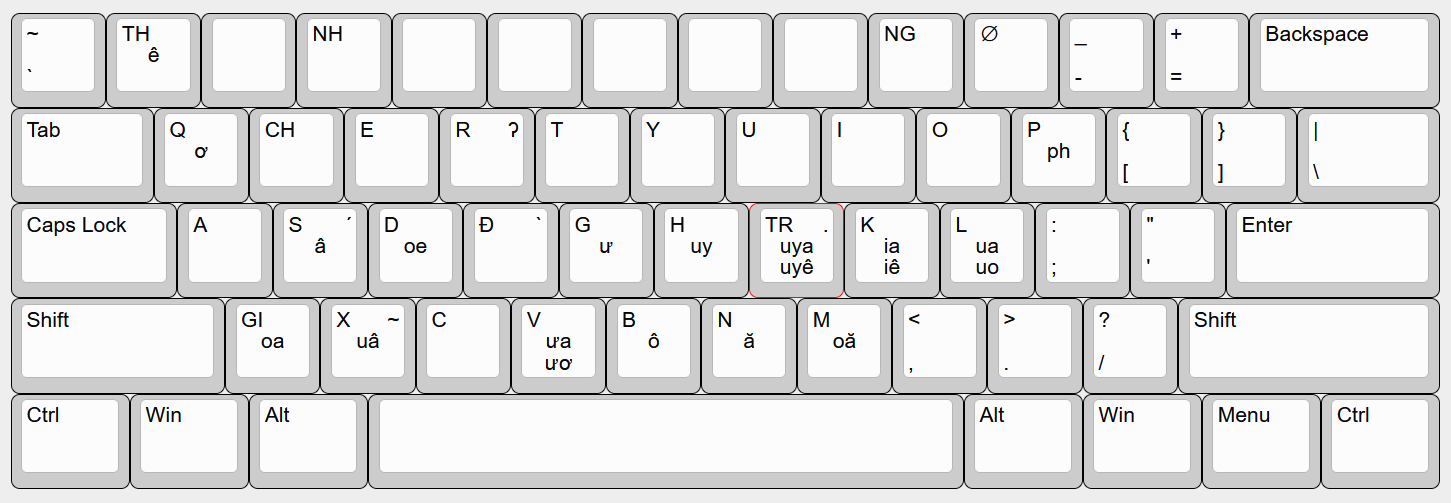 ~ TH NH NG Ø _ + Backspace
ê
` - =
Tab Q CH E R ʔ T Y U I O P { } |
ơ ph
[ ] \
Caps Lock A S ´ D Đ ` G H TR . K L : " Enter
â oe ư uy uya ia ua
uyê iê uo ; '
Shift GI X ~ C V B N M < > ? Shift
oa uâ ưa ô ă oă
ươ , . /
Ctrl Win Alt Alt Win Menu Ctrl